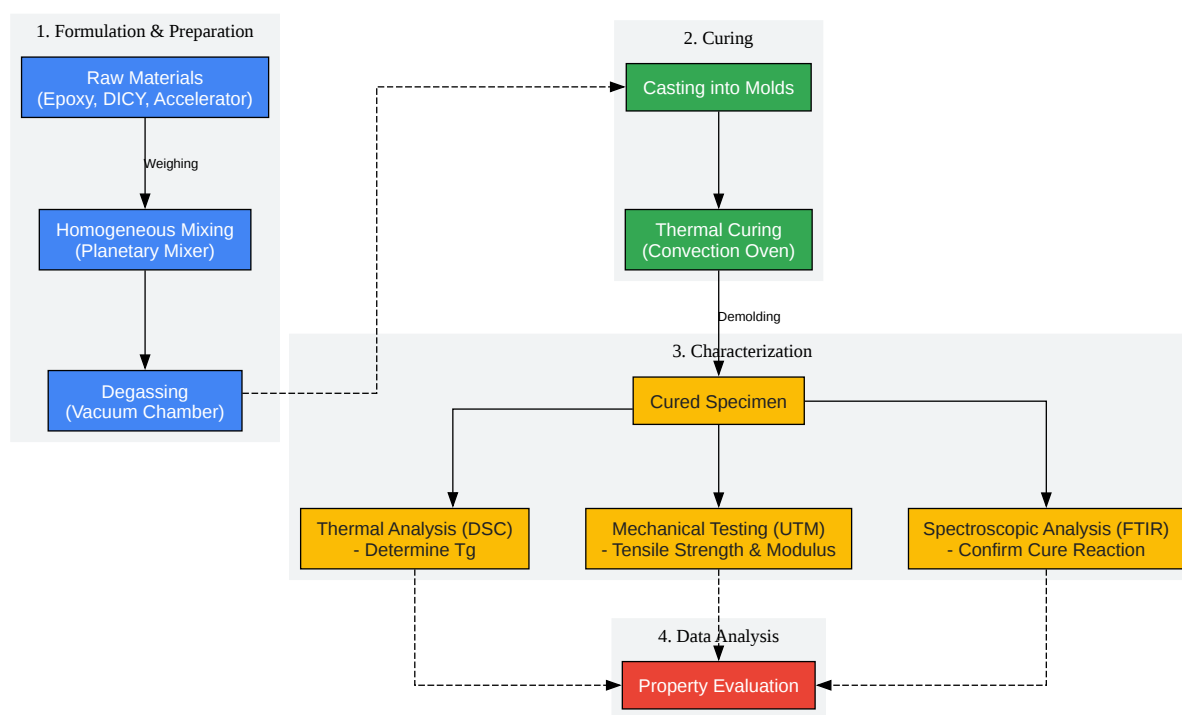 1. Formulation & Preparation
Raw Materials
(Epoxy, DICY, Accelerator)
Weighing
Homogeneous Mixing
(Planetary Mixer)
Degassing
(Vacuum Chamber)
2. Curing
Casting into Molds
Thermal Curing
(Convection Oven)
Demolding
3. Characterization
Cured Specimen
Thermal Analysis (DSC)
- Determine Tg
Mechanical Testing (UTM)
- Tensile Strength & Modulus
Spectroscopic Analysis (FTIR)
- Confirm Cure Reaction
4. Data Analysis
Property Evaluation